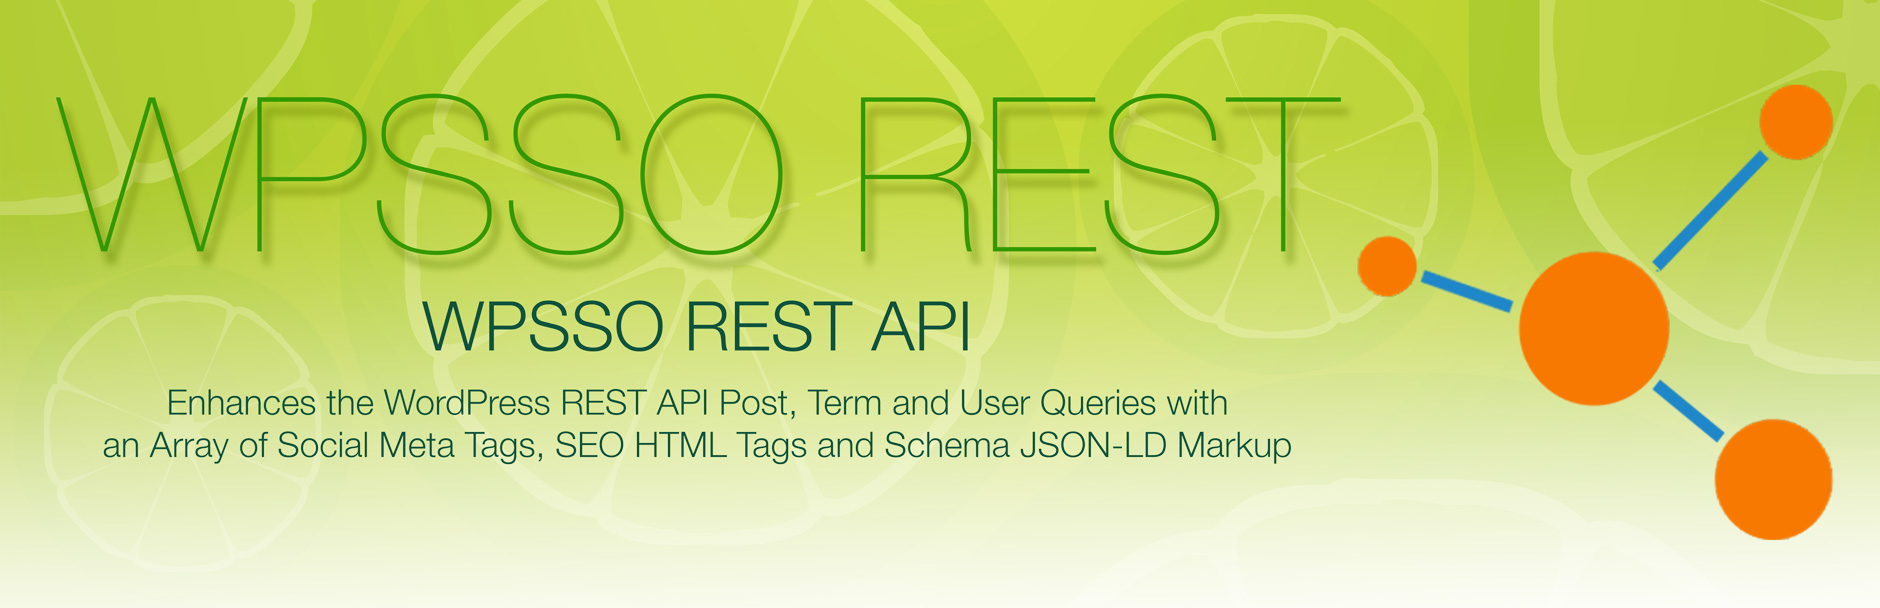 WPSSO REST
WPSSO REST API
Enhances the WordPress REST API Post, Term and User Queries with
an Array of Social Meta Tags, SEO HTML Tags and Schema JSON-LD Markup